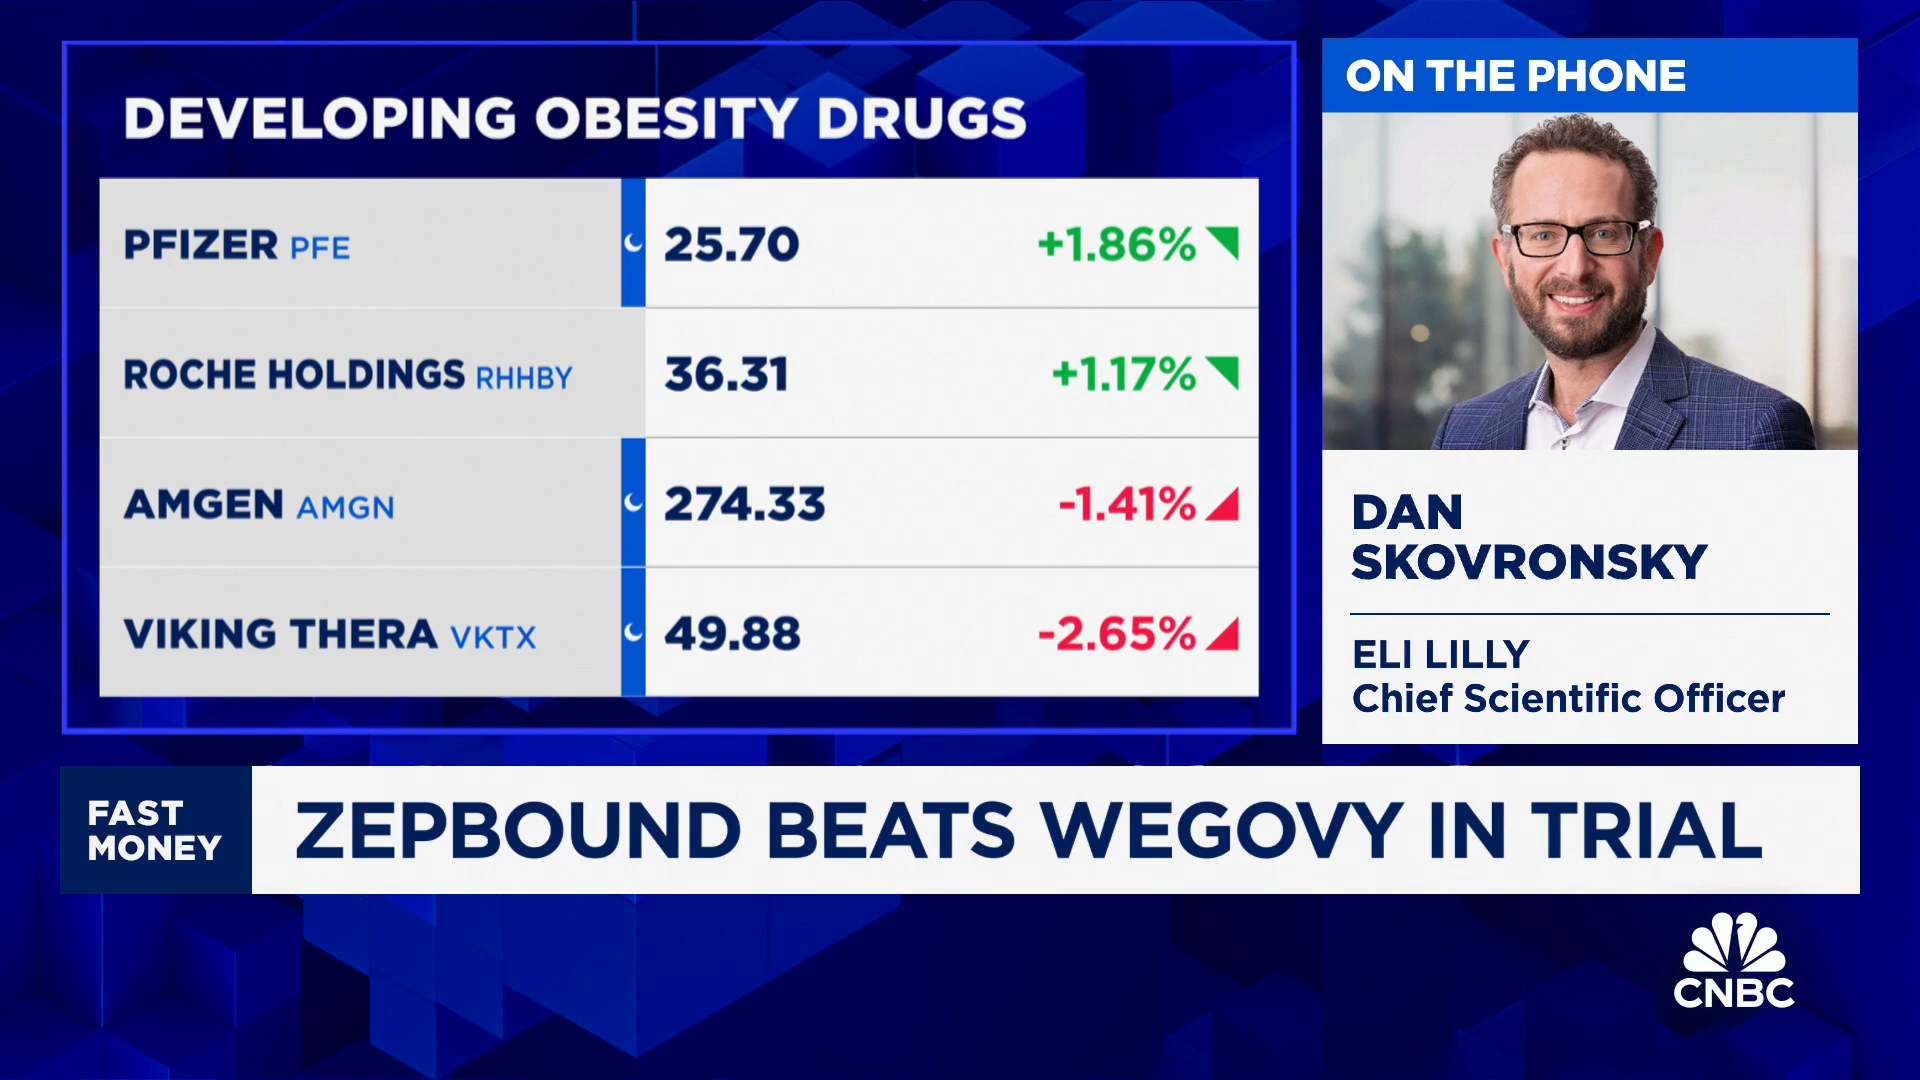 DEVELOPING OBESITY DRUGS
PFIZER PFE 25.70 +1.86%
ROCHE HOLDINGS RHHBY 36.31 +1.17%
AMGEN AMGN 274.33 -1.41%
VIKING THERA VKTX 49.88 -2.65%
ON THE PHONE
DAN
SKOVRONSKY
ELI LILLY
Chief Scientific Officer
FAST
MONEY
ZEPBOUND BEATS WEGOVY IN TRIAL
CNBC